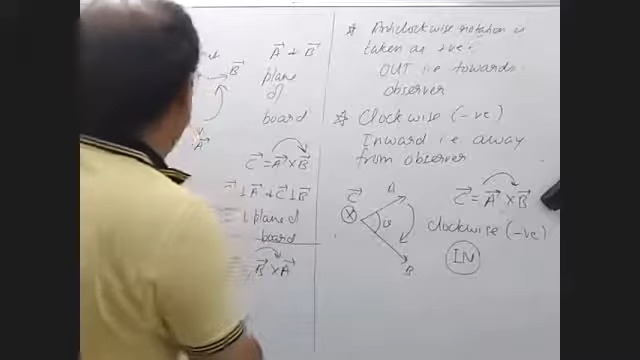 B⃗
A⃗
A⃗ & B⃗
plane
of
board
C⃗ = A⃗ × B⃗
⊥ A⃗ & C⃗ ⊥ B⃗
⊥ plane of
board
B⃗ × A⃗
* Anticlockwise rotation is
taken as +ve.
OUT i.e towards
observer
* Clockwise (-ve)
Inward i.e away
from observer
C⃗
X
A
B
C⃗ = A⃗ × B⃗
clockwise (-ve)
IN